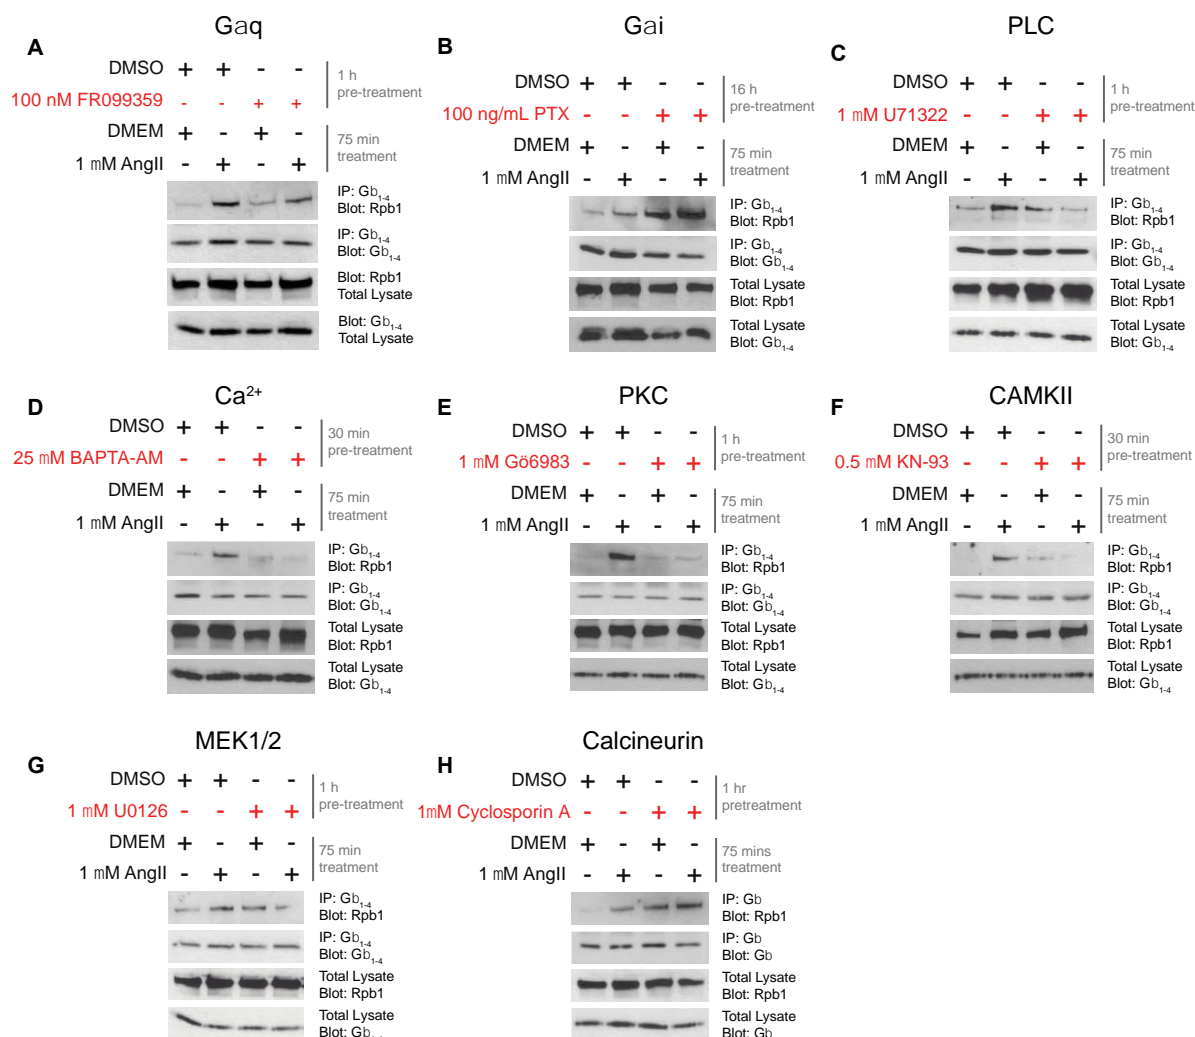 Gaq
A
DMSO + + - -
100 nM FR099359 - - + +
1 h
pre-treatment
DMEM + - + -
1 mM AngII - + - +
75 min
treatment
IP: Gb1-4
Blot: Rpb1
IP: Gb1-4
Blot: Gb1-4
Blot: Rpb1
Total Lysate
Blot: Gb1-4
Total Lysate
Gai
B
DMSO + + - -
100 ng/mL PTX - - + +
16 h
pre-treatment
DMEM + - + -
1 mM AngII - + - +
75 min
treatment
IP: Gb1-4
Blot: Rpb1
IP: Gb1-4
Blot: Gb1-4
Total Lysate
Blot: Rpb1
Total Lysate
Blot: Gb1-4
PLC
C
DMSO + + - -
1 mM U71322 - - + +
1 h
pre-treatment
DMEM + - + -
1 mM AngII - + - +
75 min
treatment
IP: Gb1-4
Blot: Rpb1
IP: Gb1-4
Blot: Gb1-4
Total Lysate
Blot: Rpb1
Total Lysate
Blot: Gb1-4
Ca2+
D
DMSO + + - -
25 mM BAPTA-AM - - + +
30 min
pre-treatment
DMEM + - + -
1 mM AngII - + - +
75 min
treatment
IP: Gb1-4
Blot: Rpb1
IP: Gb1-4
Blot: Gb1-4
Total Lysate
Blot: Rpb1
Total Lysate
Blot: Gb1-4
PKC
E
DMSO + + - -
1 mM Gö6983 - - + +
1 h
pre-treatment
DMEM + - + -
1 mM AngII - + - +
75 min
treatment
IP: Gb1-4
Blot: Rpb1
IP: Gb1-4
Blot: Gb1-4
Total Lysate
Blot: Rpb1
Total Lysate
Blot: Gb1-4
CAMKII
F
DMSO + + - -
0.5 mM KN-93 - - + +
30 min
pre-treatment
DMEM + - + -
1 mM AngII - + - +
75 min
treatment
IP: Gb1-4
Blot: Rpb1
IP: Gb1-4
Blot: Gb1-4
Total Lysate
Blot: Rpb1
Total Lysate
Blot: Gb1-4
MEK1/2
G
DMSO + + - -
1 mM U0126 - - + +
1 h
pre-treatment
DMEM + - + -
1 mM AngII - + - +
75 min
treatment
IP: Gb1-4
Blot: Rpb1
IP: Gb1-4
Blot: Gb1-4
Total Lysate
Blot: Rpb1
Total Lysate
Blot: Gb
Calcineurin
H
DMSO + + - -
1mM Cyclosporin A - - + +
1 hr
pretreatment
DMEM + - + -
1 mM AngII - + - +
75 mins
treatment
IP: Gb
Blot: Rpb1
IP: Gb
Blot: Gb
Total Lysate
Blot: Rpb1
Total Lysate
Blot: Gb